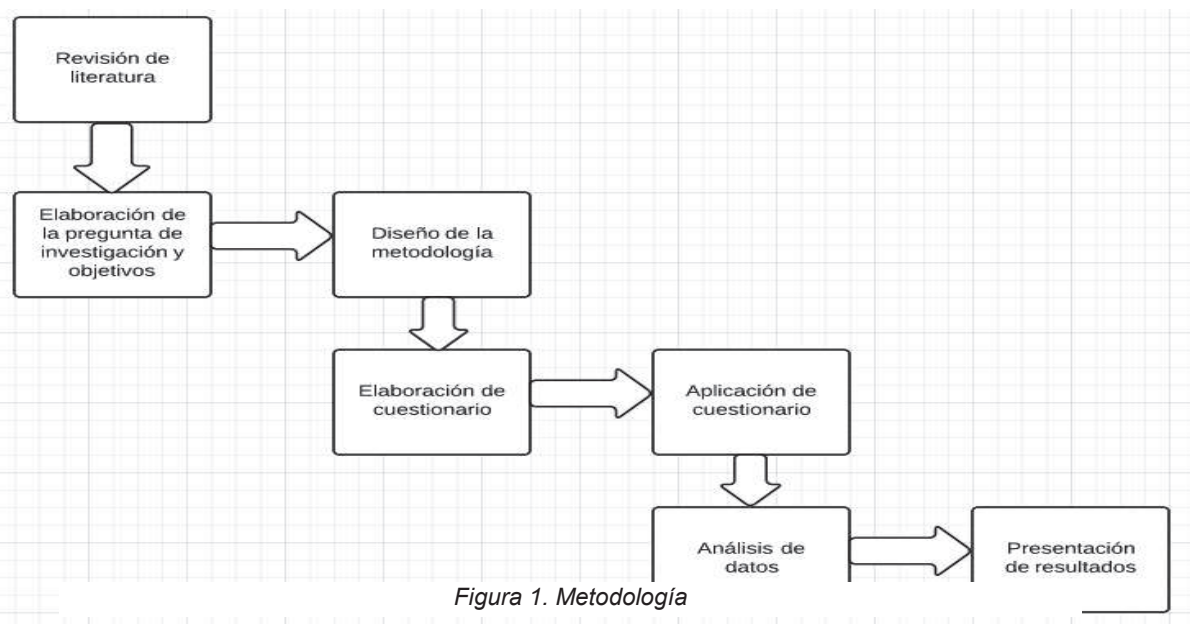 Revisión de
literatura
Elaboración de
la pregunta de
investigación y
objetivos
Diseño de la
metodología
Elaboración de
cuestionario
Aplicación de
cuestionario
Análisis de
datos
Presentación
de resultados
Figura 1. Metodología